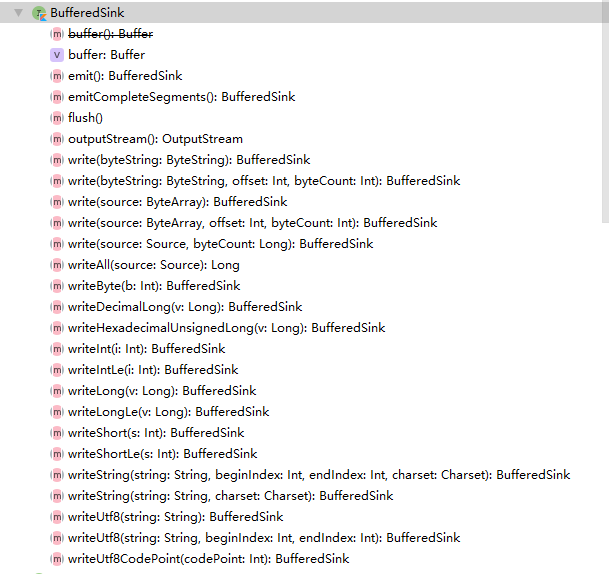 BufferedSink
m buffer(): Buffer
v buffer: Buffer
m emit(): BufferedSink
m emitCompleteSegments(): BufferedSink
m flush()
m outputStream(): OutputStream
m write(byteString: ByteString): BufferedSink
m write(byteString: ByteString, offset: Int, byteCount: Int): BufferedSink
m write(source: ByteArray): BufferedSink
m write(source: ByteArray, offset: Int, byteCount: Int): BufferedSink
m write(source: Source, byteCount: Long): BufferedSink
m writeAll(source: Source): Long
m writeByte(b: Int): BufferedSink
m writeDecimalLong(v: Long): BufferedSink
m writeHexadecimalUnsignedLong(v: Long): BufferedSink
m writeInt(i: Int): BufferedSink
m writeIntLe(i: Int): BufferedSink
m writeLong(v: Long): BufferedSink
m writeLongLe(v: Long): BufferedSink
m writeShort(s: Int): BufferedSink
m writeShortLe(s: Int): BufferedSink
m writeString(string: String, beginIndex: Int, endIndex: Int, charset: Charset): BufferedSink
m writeString(string: String, charset: Charset): BufferedSink
m writeUtf8(string: String): BufferedSink
m writeUtf8(string: String, beginIndex: Int, endIndex: Int): BufferedSink
m writeUtf8CodePoint(codePoint: Int): BufferedSink